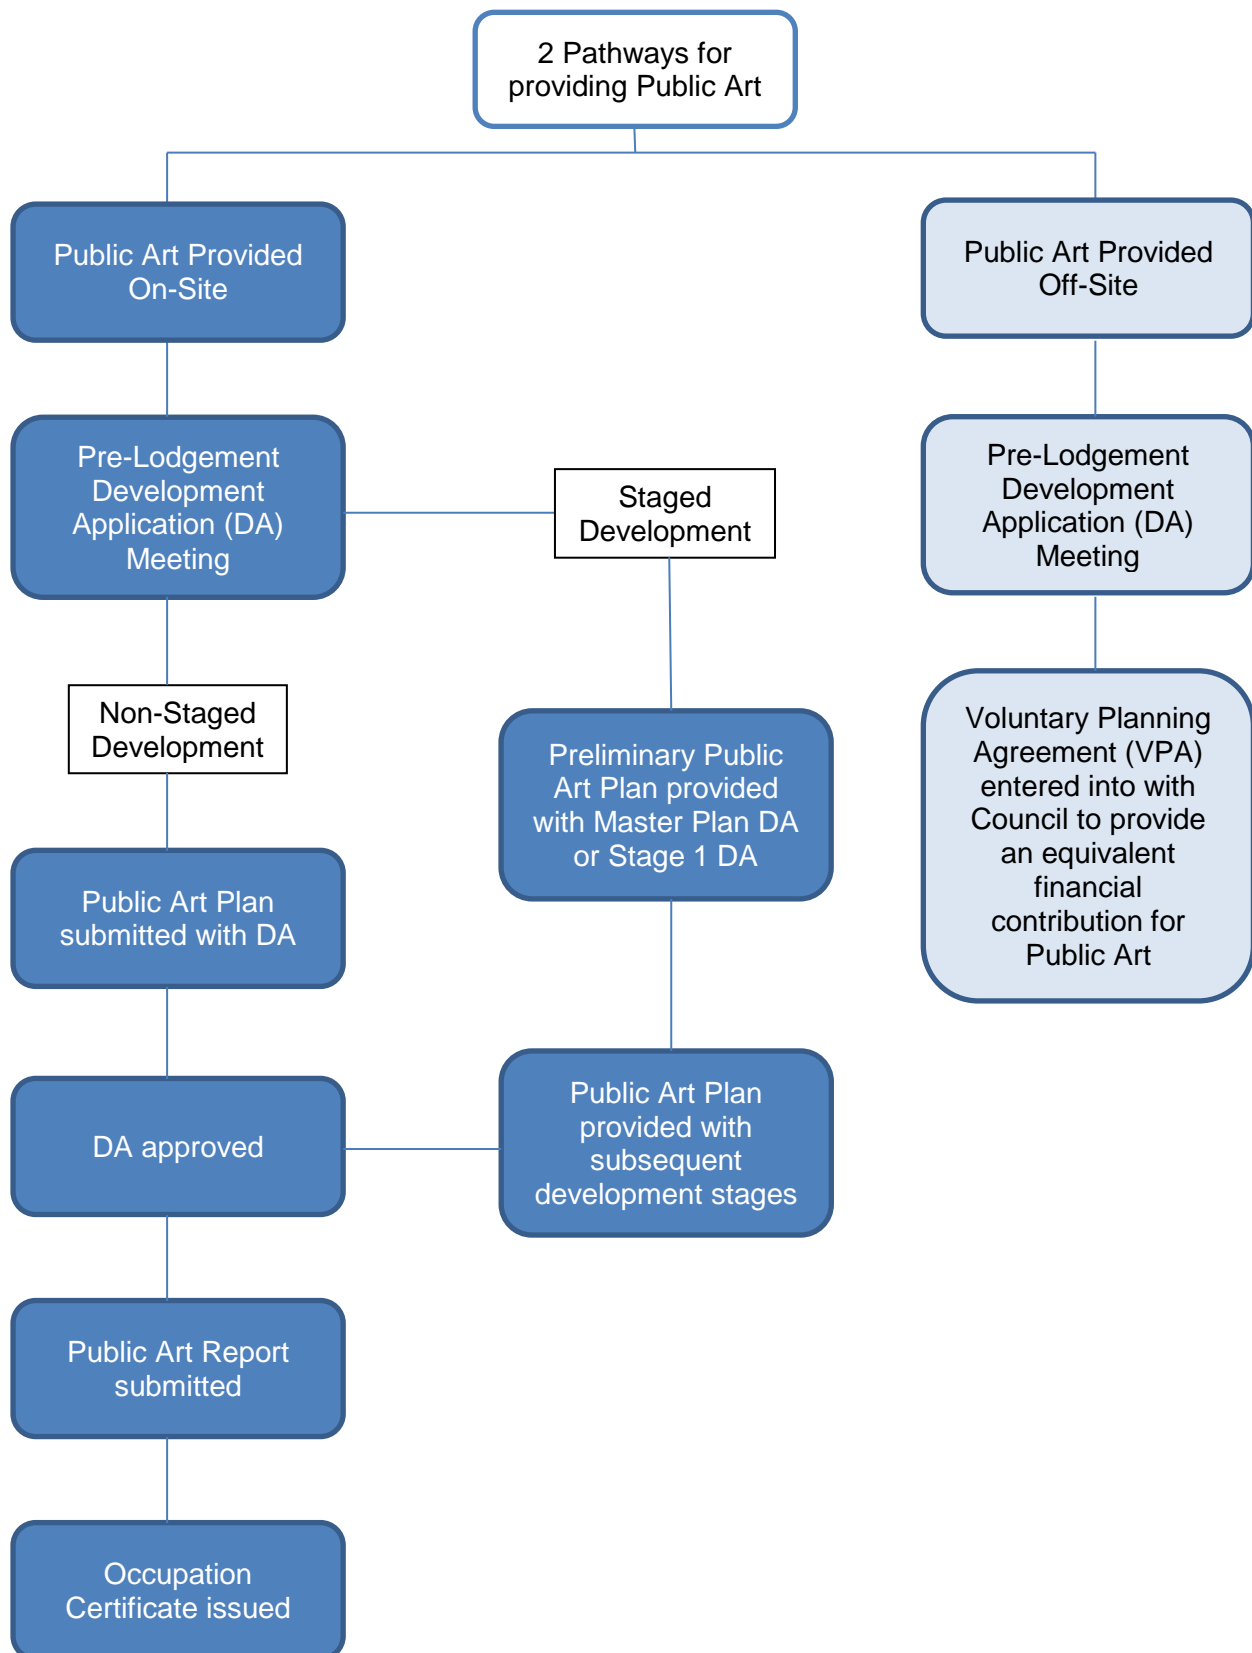 2 Pathways for
providing Public Art
Public Art Provided
On-Site
Public Art Provided
Off-Site
Pre-Lodgement
Development
Application (DA)
Meeting
Staged
Development
Pre-Lodgement
Development
Application (DA)
Meeting
Non-Staged
Development
Preliminary Public
Art Plan provided
with Master Plan DA
or Stage 1 DA
Voluntary Planning
Agreement (VPA)
entered into with
Council to provide
an equivalent
financial
contribution for
Public Art
Public Art Plan
submitted with DA
DA approved
Public Art Plan
provided with
subsequent
development stages
Public Art Report
submitted
Occupation
Certificate issued